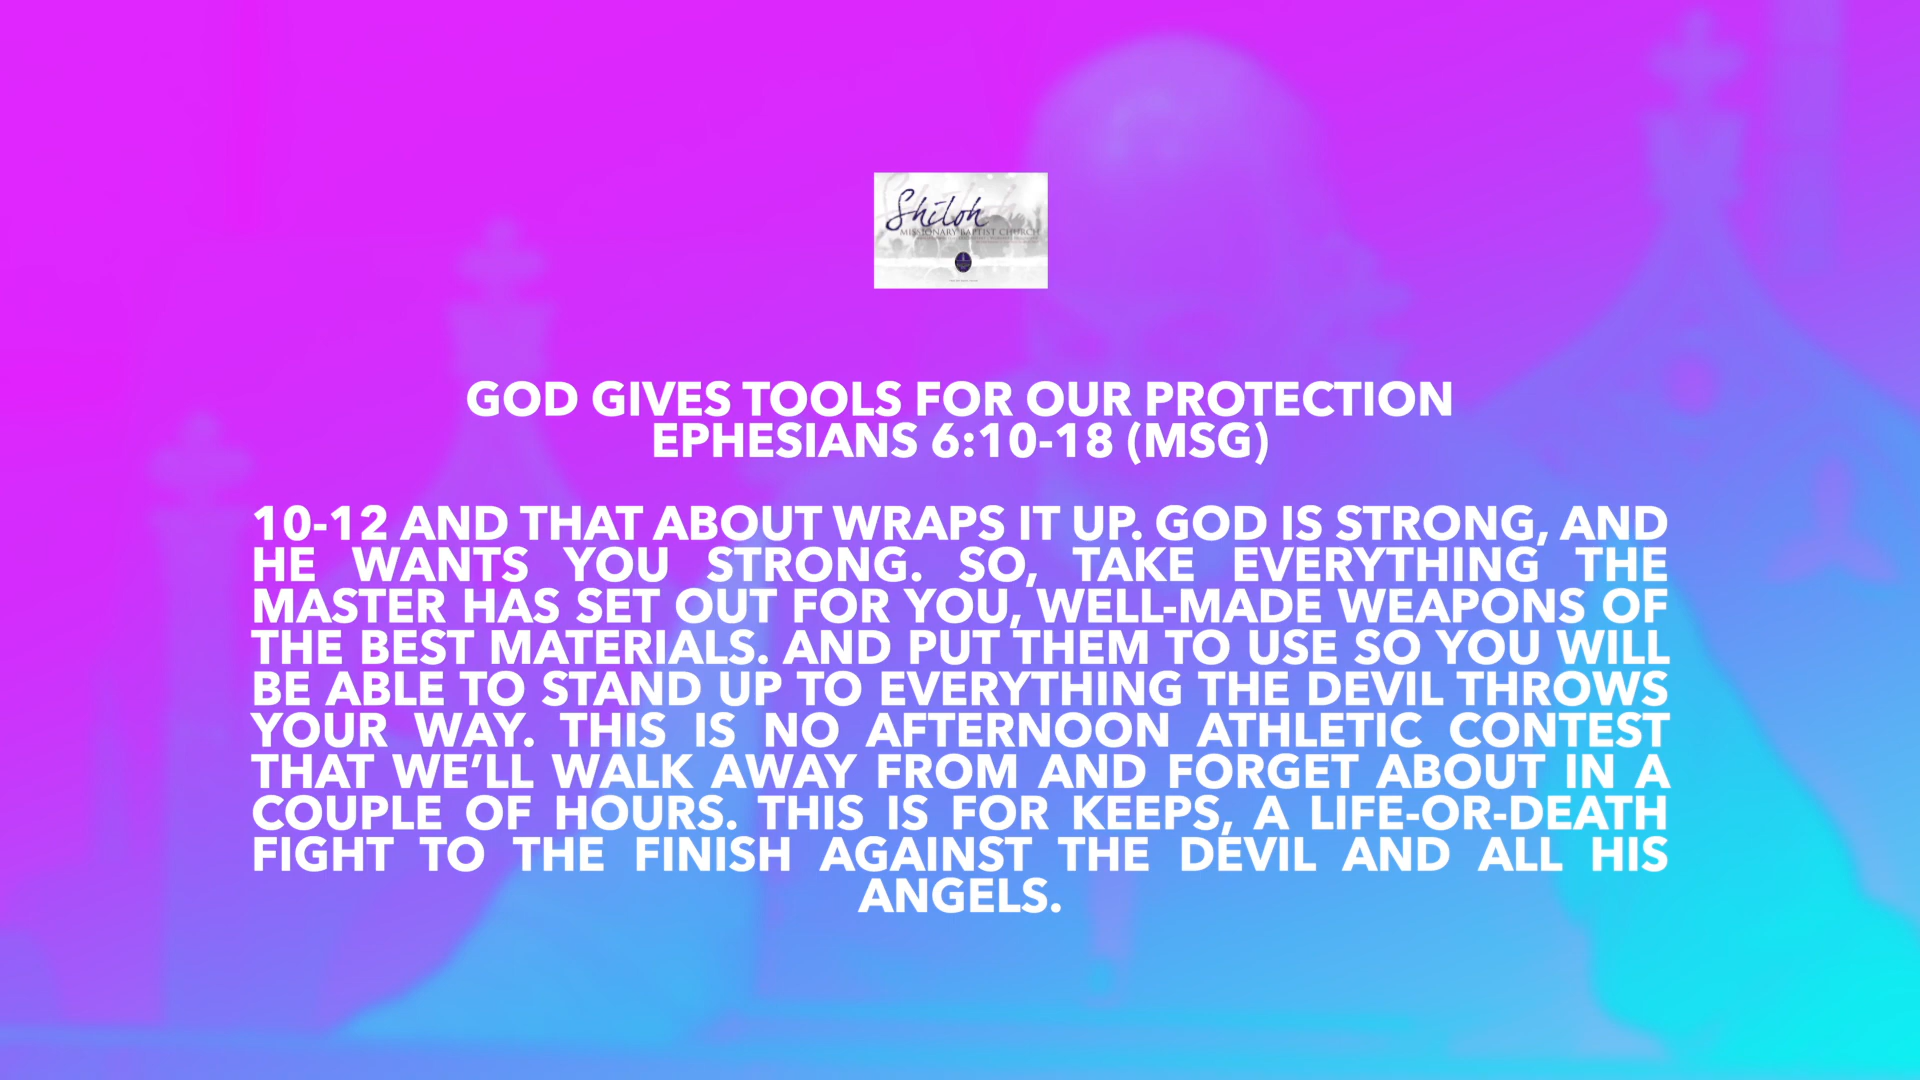 Shiloh
MISSIONARY BAPTIST CHURCH
GOD GIVES TOOLS FOR OUR PROTECTION
EPHESIANS 6:10-18 (MSG)
10-12 AND THAT ABOUT WRAPS IT UP. GOD IS STRONG, AND
HE WANTS YOU STRONG. SO, TAKE EVERYTHING THE
MASTER HAS SET OUT FOR YOU, WELL-MADE WEAPONS OF
THE BEST MATERIALS. AND PUT THEM TO USE SO YOU WILL
BE ABLE TO STAND UP TO EVERYTHING THE DEVIL THROWS
YOUR WAY. THIS IS NO AFTERNOON ATHLETIC CONTEST
THAT WE’LL WALK AWAY FROM AND FORGET ABOUT IN A
COUPLE OF HOURS. THIS IS FOR KEEPS, A LIFE-OR-DEATH
FIGHT TO THE FINISH AGAINST THE DEVIL AND ALL HIS
ANGELS.